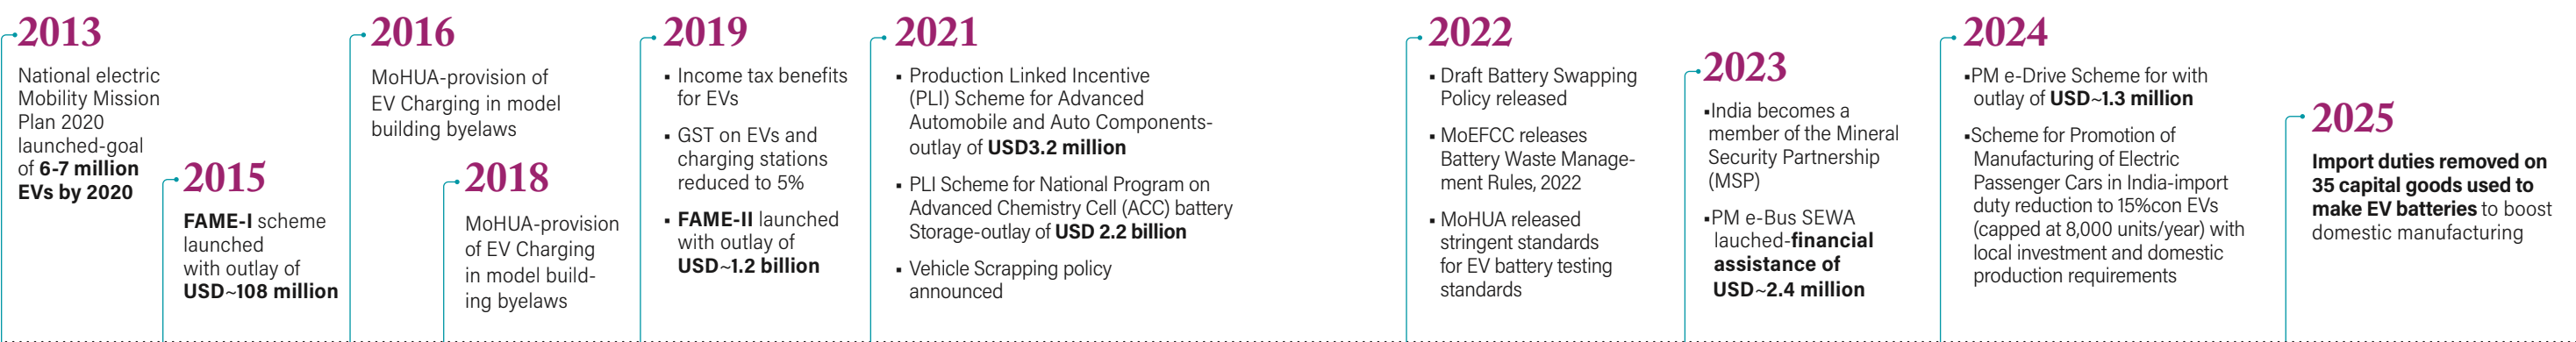 2013
National electric
Mobility Mission
Plan 2020
launched-goal
of 6-7 million
EVs by 2020
2015
FAME-I scheme
launched
with outlay of
USD~108 million
2016
MoHUA-provision of
EV Charging in model
building byelaws
2018
MoHUA-provision
of EV Charging
in model build-
ing byelaws
2019
▪ Income tax benefits
for EVs
▪ GST on EVs and
charging stations
reduced to 5%
▪ FAME-II launched
with outlay of
USD~1.2 billion
2021
▪ Production Linked Incentive
(PLI) Scheme for Advanced
Automobile and Auto Components-
outlay of USD3.2 million
▪ PLI Scheme for National Program on
Advanced Chemistry Cell (ACC) battery
Storage-outlay of USD 2.2 billion
▪ Vehicle Scrapping policy
announced
2022
▪ Draft Battery Swapping
Policy released
▪ MoEFCC releases
Battery Waste Manage-
ment Rules, 2022
▪ MoHUA released
stringent standards
for EV battery testing
standards
2023
▪India becomes a
member of the Mineral
Security Partnership
(MSP)
▪PM e-Bus SEWA
lauched-financial
assistance of
USD~2.4 million
2024
▪PM e-Drive Scheme for with
outlay of USD~1.3 million
▪Scheme for Promotion of
Manufacturing of Electric
Passenger Cars in India-import
duty reduction to 15%con EVs
(capped at 8,000 units/year) with
local investment and domestic
production requirements
2025
Import duties removed on
35 capital goods used to
make EV batteries to boost
domestic manufacturing